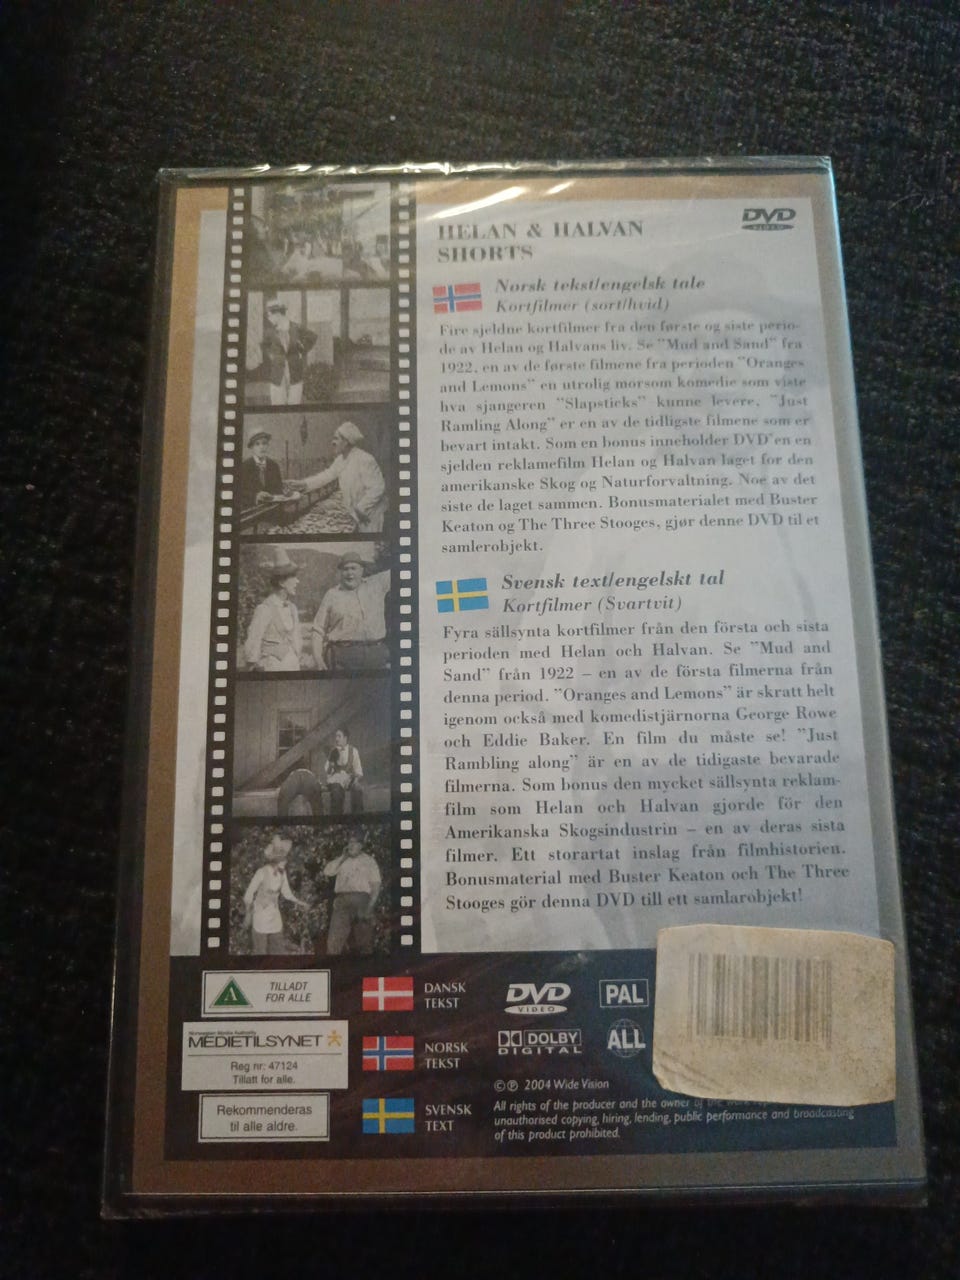 HELAN & HALVAN
SHORTS
DVD
VIDEO
Norsk tekst/engelsk tale
Kortfilmer (sort/hvid)
Fire sjeldne kortfilmer fra den første og siste perio-
de av Helan og Halvans liv. Se "Mud and Sand" fra
1922, en av de første filmene fra perioden "Oranges
and Lemons" en utrolig morsom komedie som viste
hva sjangeren "Slapsticks" kunne levere, "Just
Ramling Along" er en av de tidligste filmene som er
bevart intakt. Som en bonus inneholder DVD'en en
sjelden reklamefilm Helan og Halvan laget for den
amerikanske Skog og Naturforvaltning. Noe av det
siste de laget sammen. Bonusmaterialet med Buster
Keaton og The Three Stooges, gjør denne DVD til et
samlerobjekt.
Svensk text/engelskt tal
Kortfilmer (Svartvit)
Fyra sällsynta kortfilmer från den första och sista
perioden med Helan och Halvan. Se "Mud and
Sand" från 1922 – en av de första filmerna från
denna period. "Oranges and Lemons" är skratt helt
igenom också med komedistjärnorna George Rowe
och Eddie Baker. En film du måste se! "Just
Rambling along" är en av de tidigaste bevarade
filmerna. Som bonus den mycket sällsynta reklam-
film som Helan och Halvan gjorde för den
Amerikanska Skogsindustrin – en av deras sista
filmer. Ett storartat inslag från filmhistorien.
Bonusmaterial med Buster Keaton och The Three
Stooges gör denna DVD till ett samlarobjekt!
A
TILLADT
FOR ALLE
Norwegian Media Authority
MEDIETILSYNET
Reg nr: 47124
Tillatt for alle.
Rekommenderas
til alle aldre.
DANSK
TEKST
NORSK
TEKST
SVENSK
TEXT
DVD
VIDEO
PAL
DOLBY
DIGITAL
ALL
©℗ 2004 Wide Vision
All rights of the producer and the owner of the
unauthorised copying, hiring, lending, public performance and broadcasting
of this product prohibited.